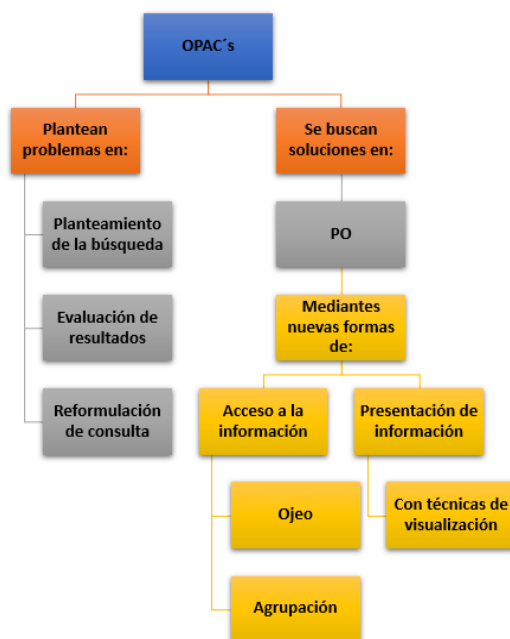 OPAC´s
Plantean
problemas en:
Planteamiento
de la búsqueda
Evaluación de
resultados
Reformulación
de consulta
Se buscan
soluciones en:
PO
Mediantes
nuevas formas
de:
Acceso a la
información
Ojeo
Agrupación
Presentación de
información
Con técnicas de
visualización